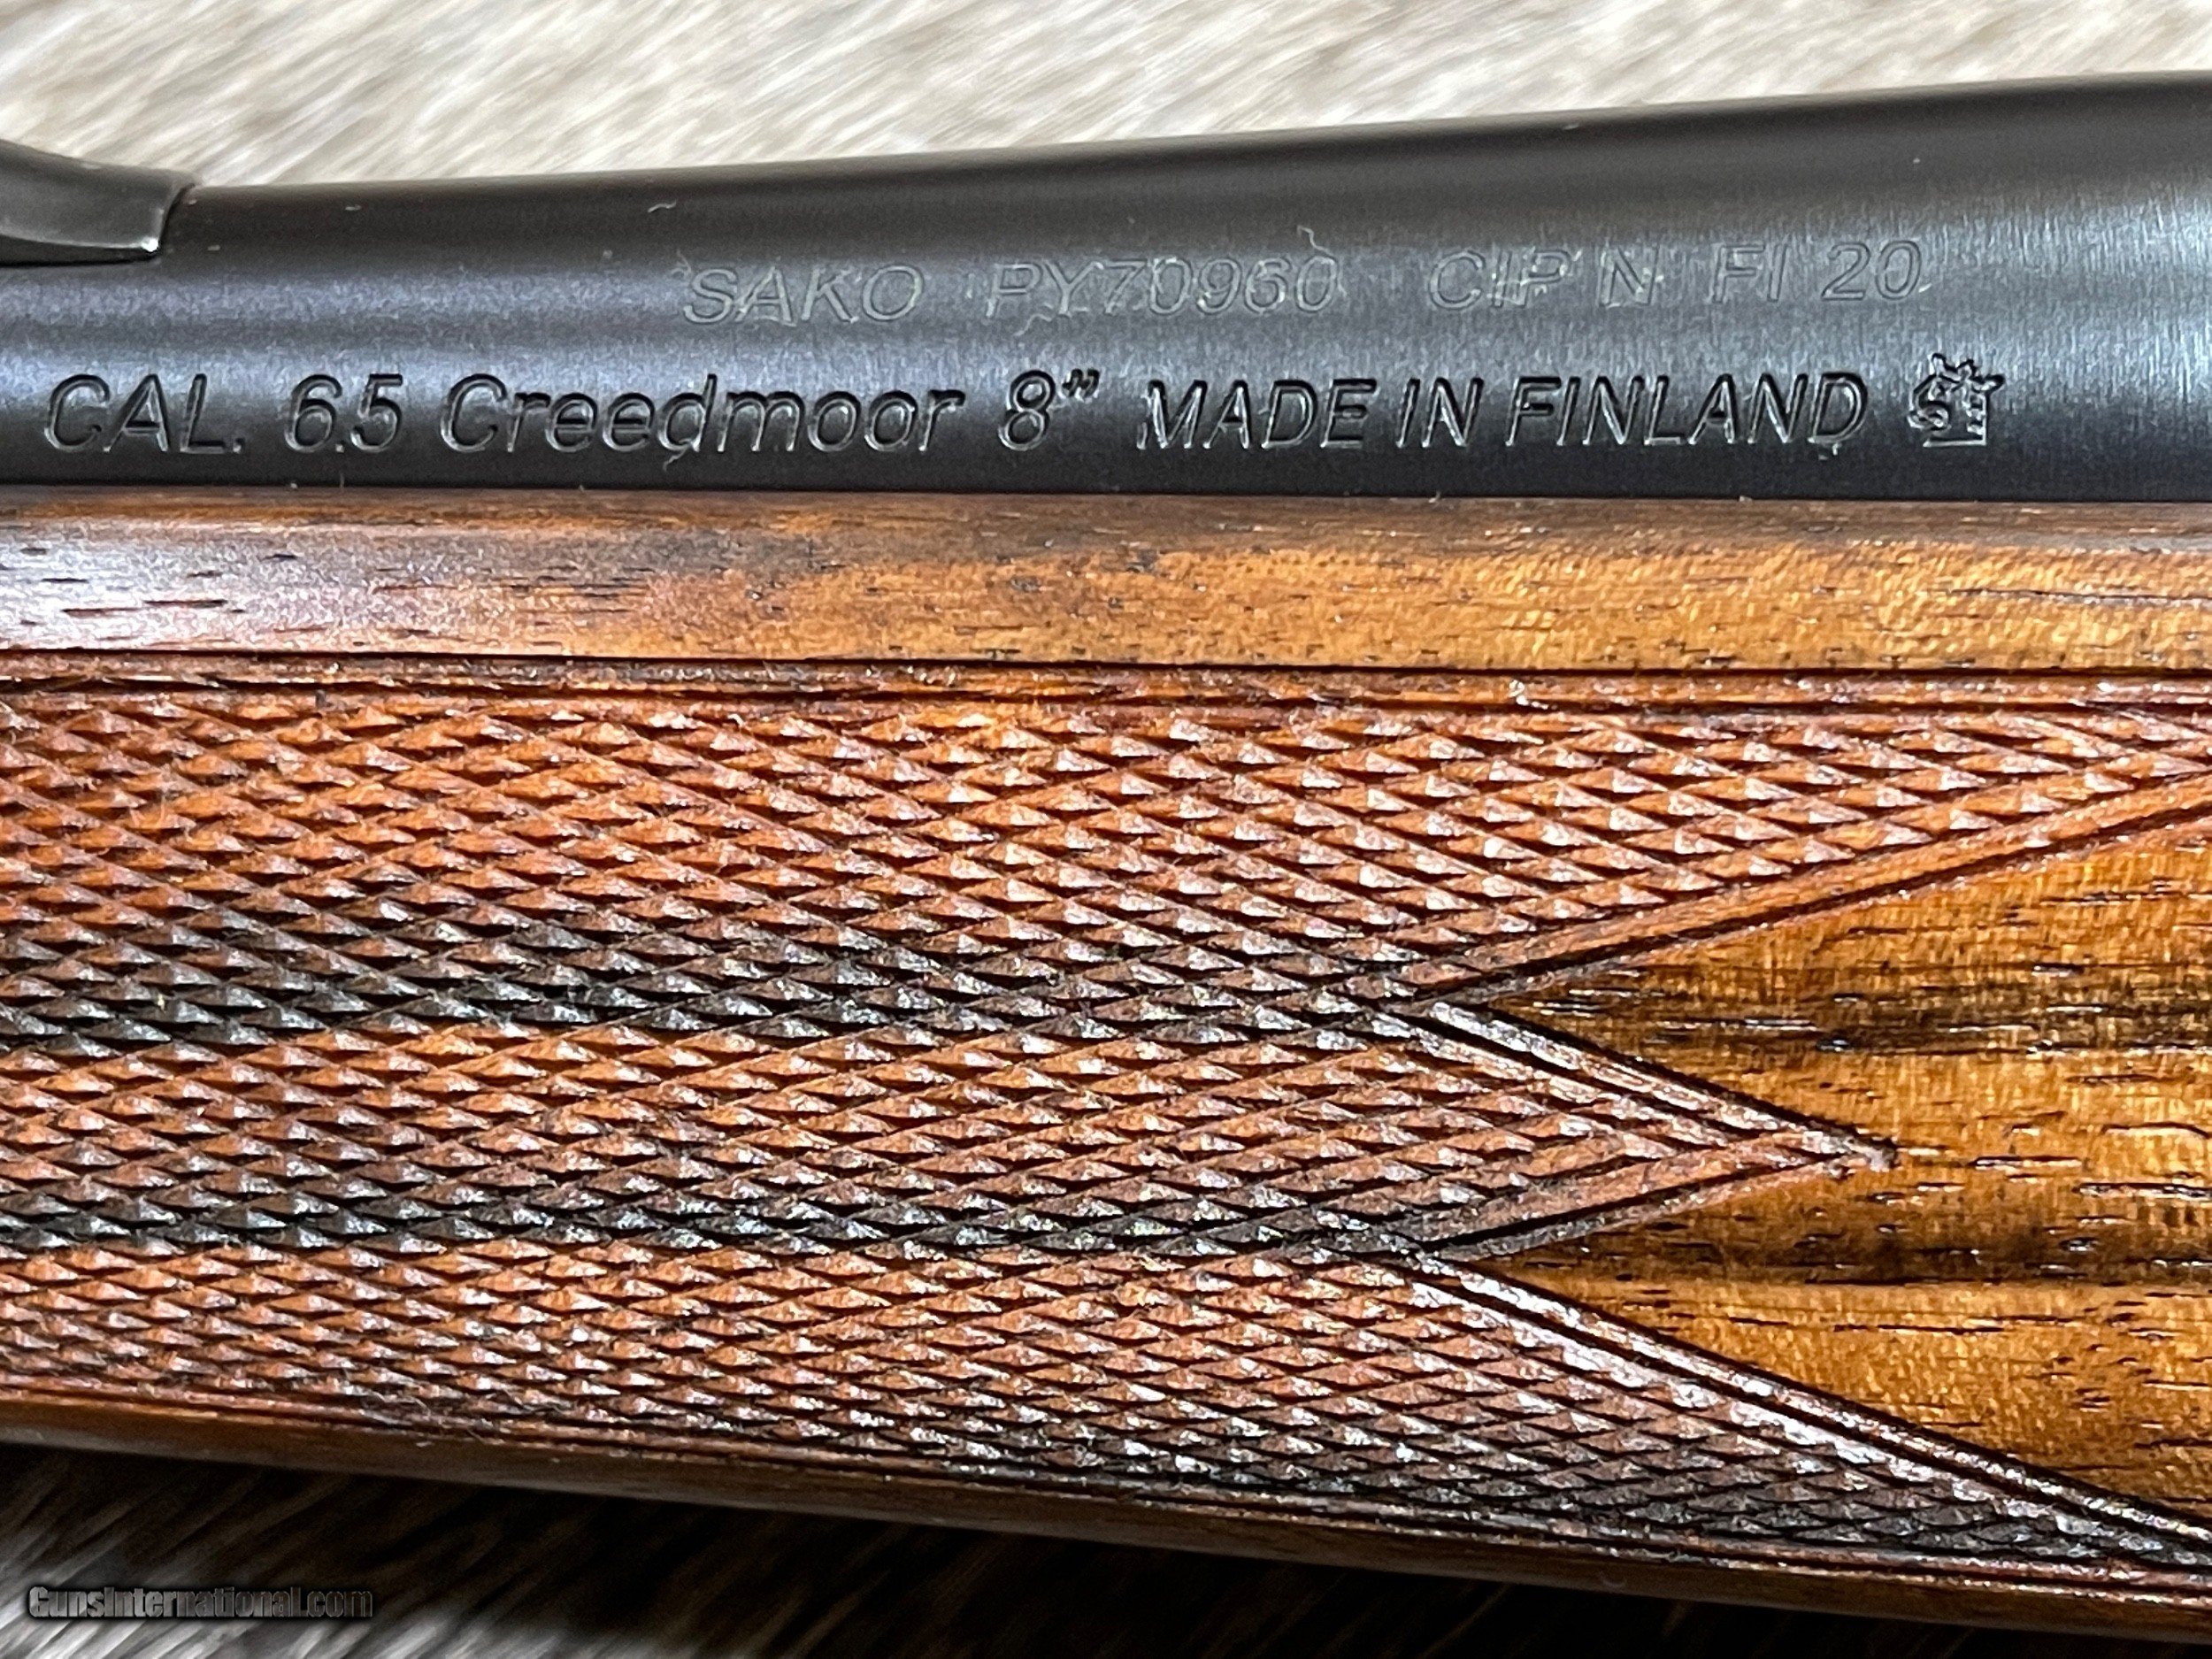 SAKO PY70960 CIP N FI 20
CAL. 6.5 Creedmoor 8" MADE IN FINLAND
GunsInternational.com